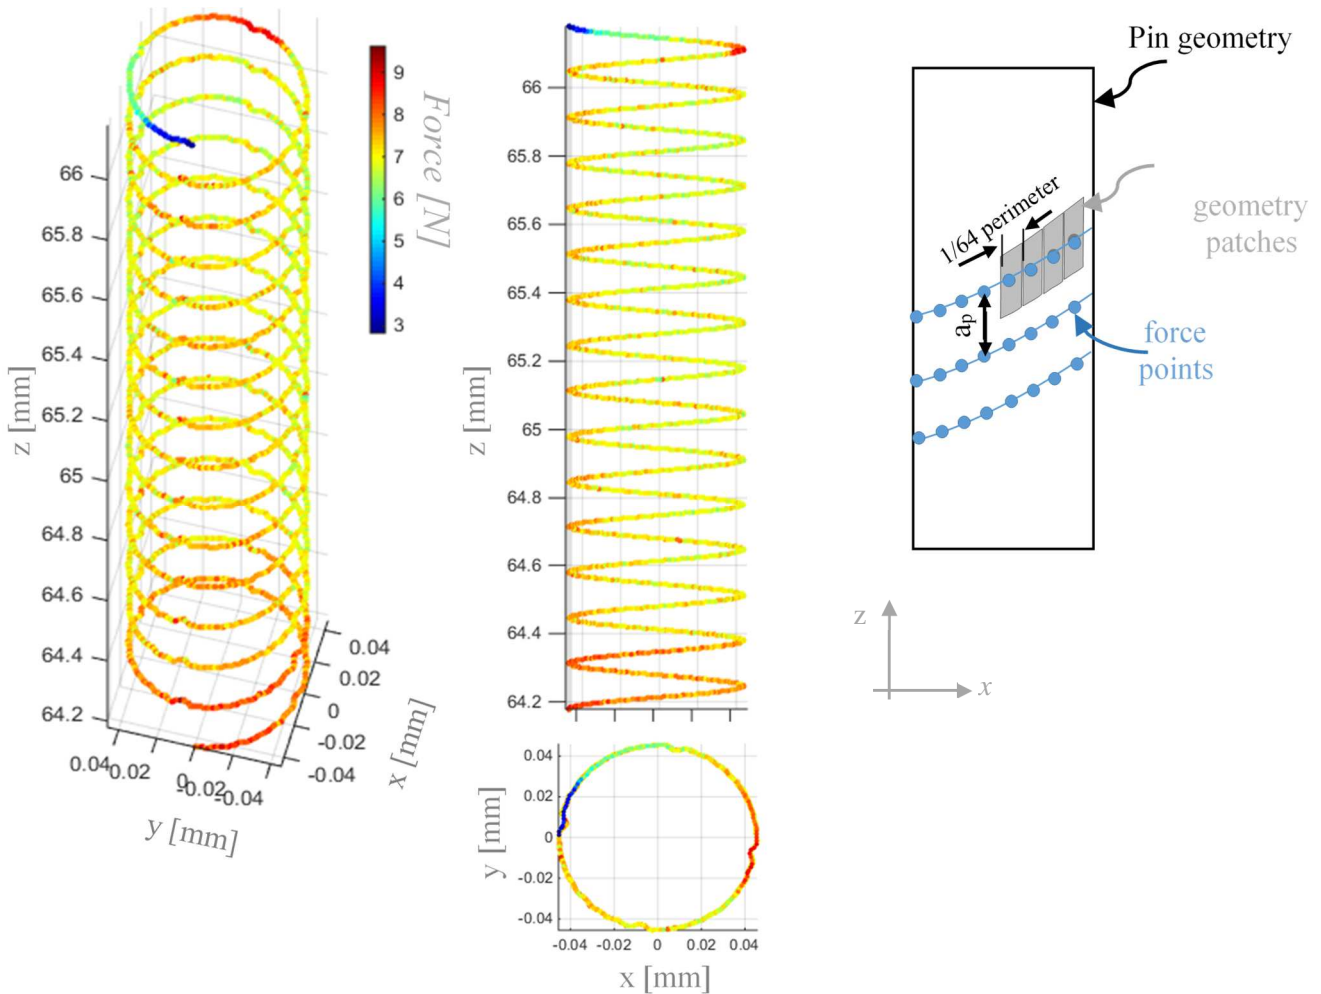 66
65.8
65.6
65.4
65.2
65
64.8
64.6
64.4
64.2
z [mm]
0.04
0.02
0
-0.02
-0.04
y [mm]
0.04
0.02
0
-0.02
-0.04
x [mm]
9
8
7
6
5
4
3
Force [N]
66
65.8
65.6
65.4
65.2
65
64.8
64.6
64.4
64.2
z [mm]
0.04
0.02
0
-0.02
-0.04
y [mm]
-0.04 -0.02 0 0.02 0.04
x [mm]
Pin geometry
1/64 perimeter
geometry
patches
ap
force
points
z
x